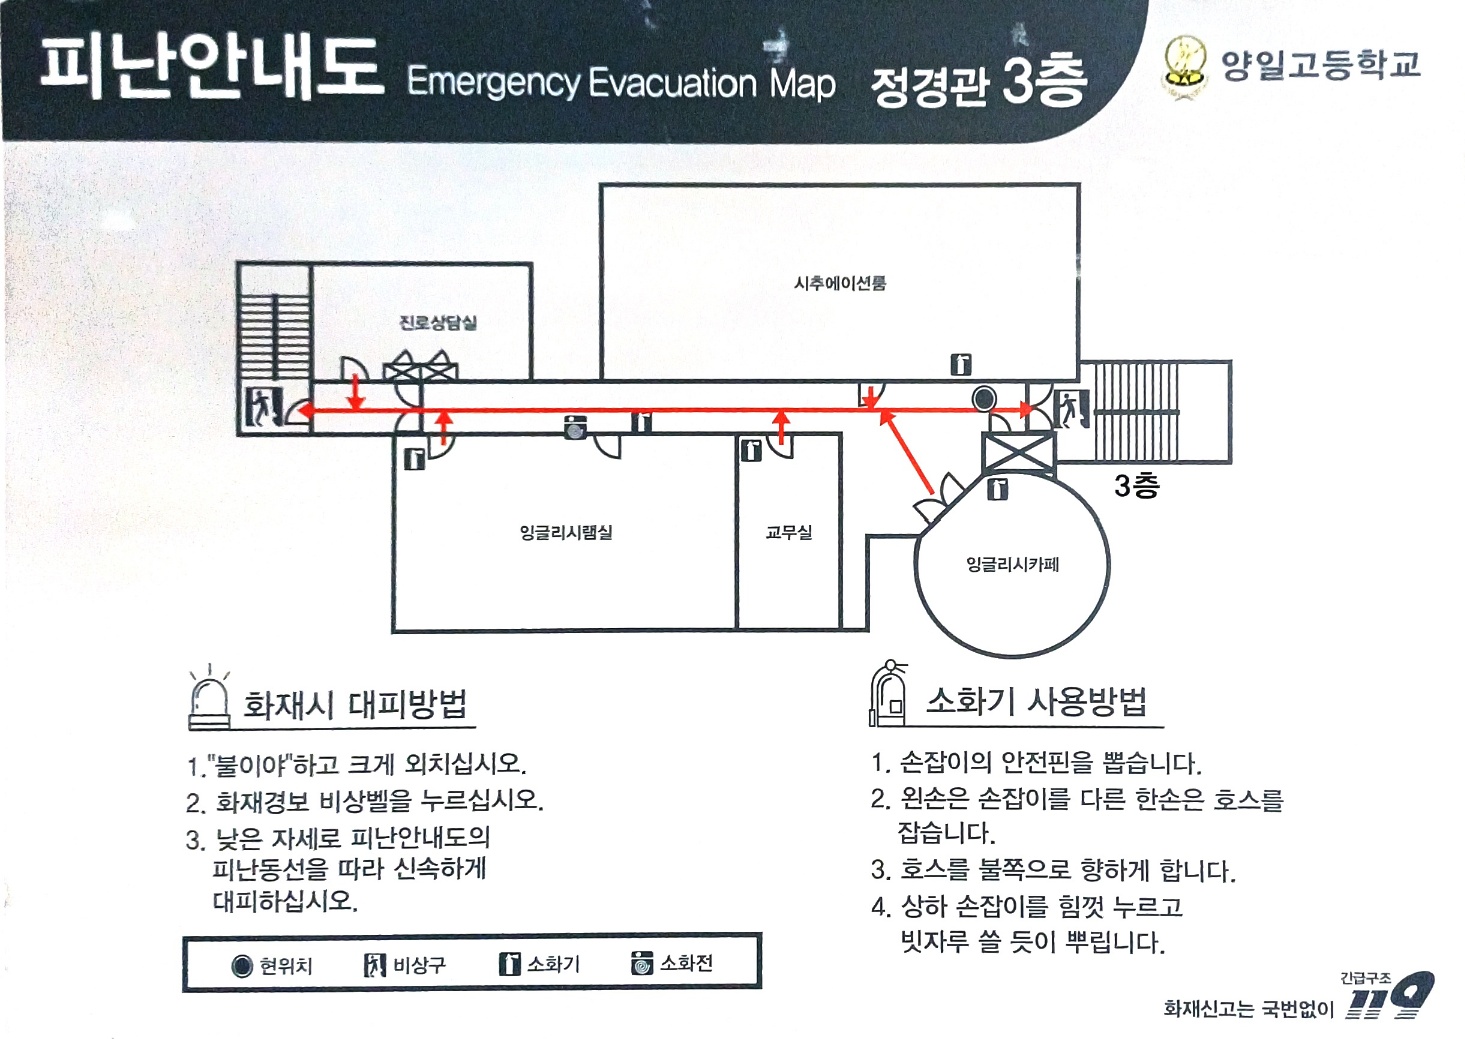 피난안내도 Emergency Evacuation Map 정경관 3층
양일고등학교
시추에이션룸
진로상담실
3층
잉글리시램실
교무실
잉글리시카페
화재시 대피방법
1."불이야"하고 크게 외치십시오.
2. 화재경보 비상벨을 누르십시오.
3. 낮은 자세로 피난안내도의
피난동선을 따라 신속하게
대피하십시오.
현위치
비상구
소화기
소화전
소화기 사용방법
1. 손잡이의 안전핀을 뽑습니다.
2. 왼손은 손잡이를 다른 한손은 호스를
잡습니다.
3. 호스를 불쪽으로 향하게 합니다.
4. 상하 손잡이를 힘껏 누르고
빗자루 쓸 듯이 뿌립니다.
긴급구조
화재신고는 국번없이 119